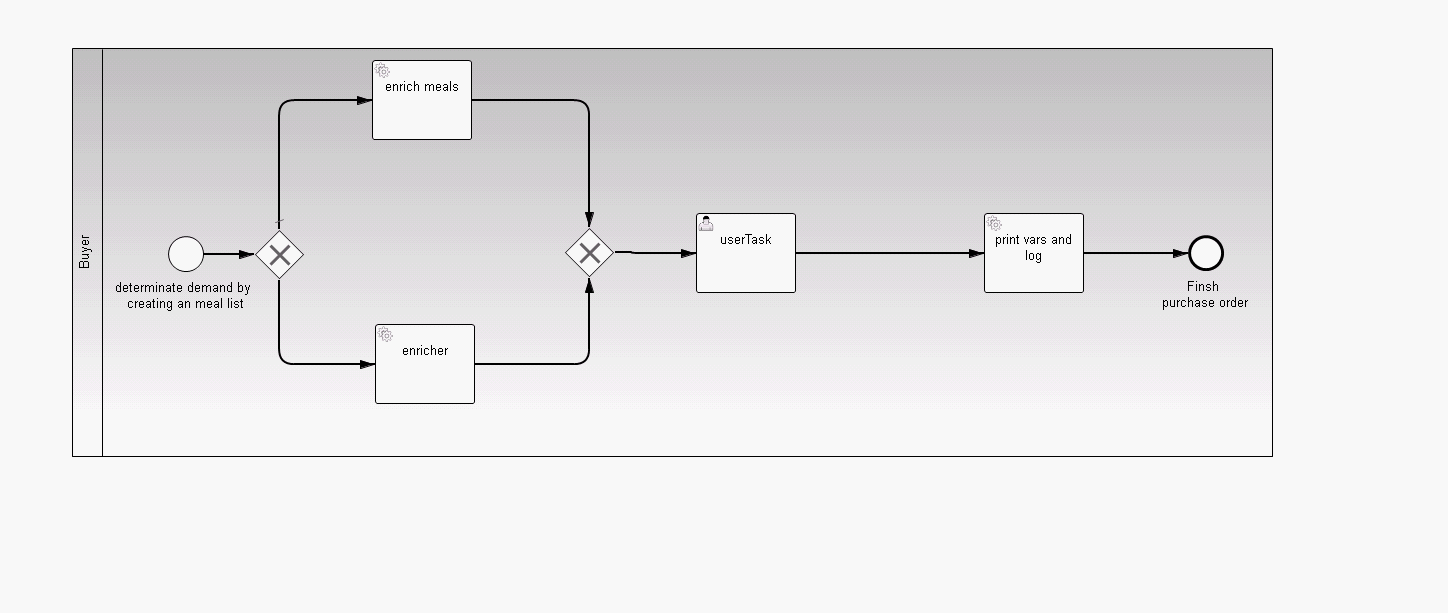 Buyer
determinate demand by
creating an meal list
enrich meals
enricher
userTask
print vars and
log
Finsh
purchase order